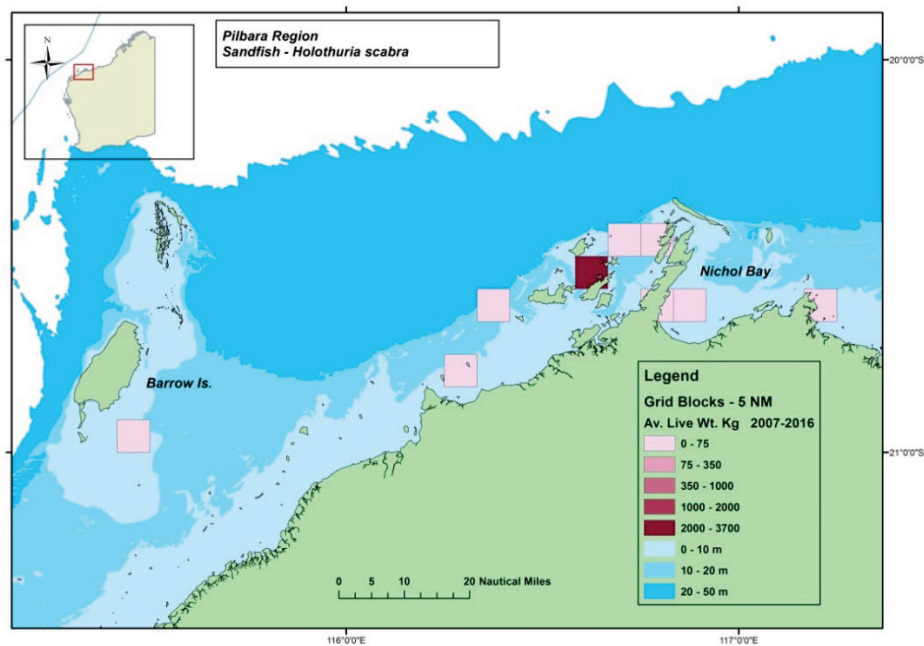 N
Pilbara Region
Sandfish - Holothuria scabra
20°0'0"S
Nichol Bay
Barrow Is.
Legend
Grid Blocks - 5 NM
Av. Live Wt. Kg 2007-2016
0 - 75
75 - 350
350 - 1000
1000 - 2000
2000 - 3700
0 - 10 m
10 - 20 m
20 - 50 m
21°0'0"S
0 5 10 20 Nautical Miles
116°0'0"E
117°0'0"E